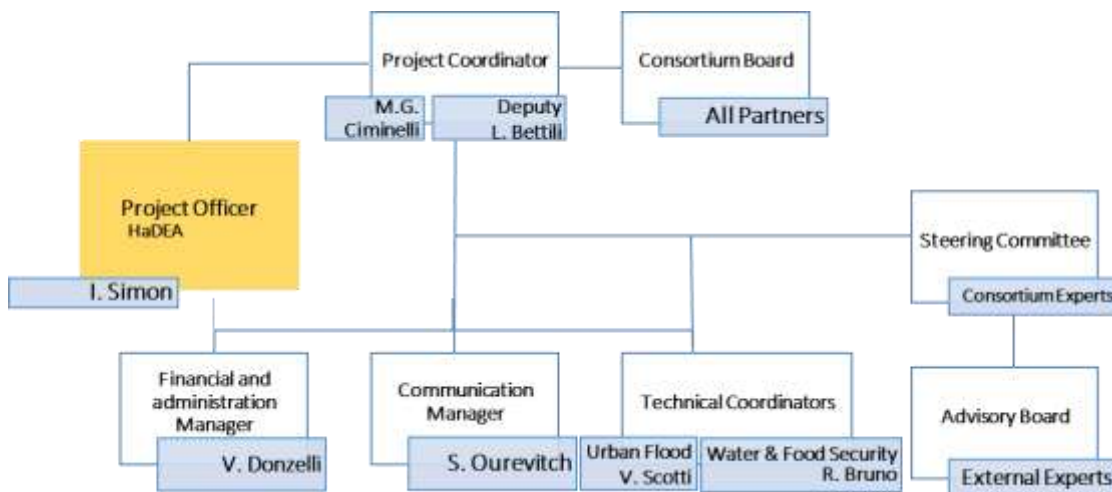 Project Coordinator
M.G.
Ciminelli
Deputy
L. Bettili
Consortium Board
All Partners
Project Officer
HaDEA
I. Simon
Steering Committee
Consortium Experts
Financial and
administration
Manager
V. Donzelli
Communication
Manager
S. Ourevitch
Technical Coordinators
Urban Flood
V. Scotti
Water & Food Security
R. Bruno
Advisory Board
External Experts